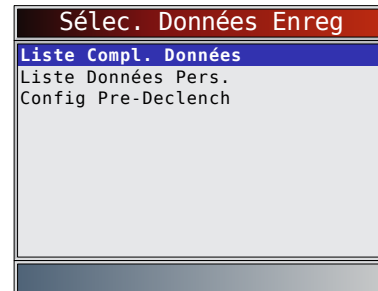 Sélec. Données Enreg
Liste Compl. Données
Liste Données Pers.
Config Pre-Declench